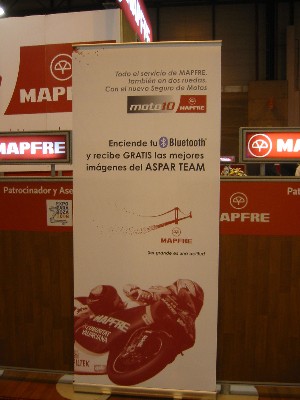 MAPFRE
Todo el servicio de MAPFRE,
también en dos ruedas.
Con el nuevo Seguro de Motos
moto10 MAPFRE
Enciende tu Bluetooth
y recibe GRATIS las mejores
imágenes del ASPAR TEAM
MAPFRE
MAPFRE
MAPFRE
Patrocinador y Ase
MAPFRE
MAPFRE
MAPFRE